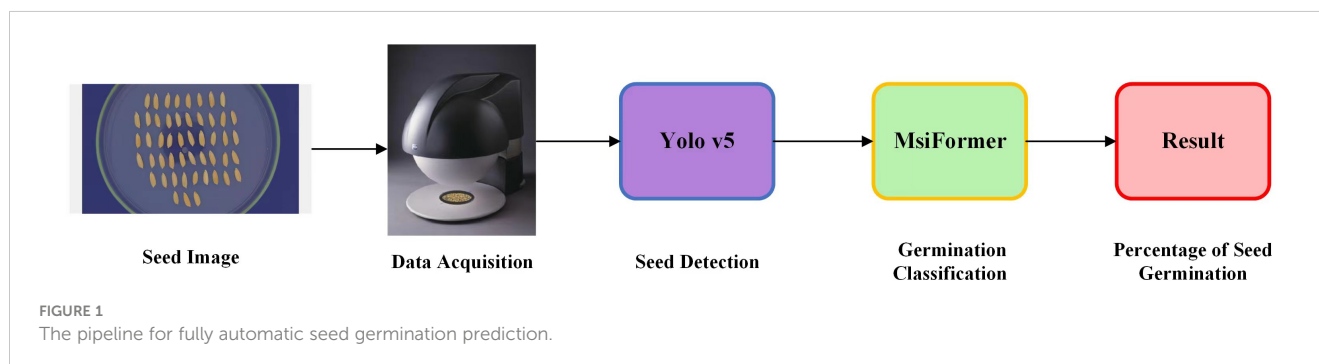 Yolo v5
MsiFormer
Result
Seed Image
Data Acquisition
Seed Detection
Germination
Classification
Percentage of Seed
Germination
FIGURE 1
The pipeline for fully automatic seed germination prediction.